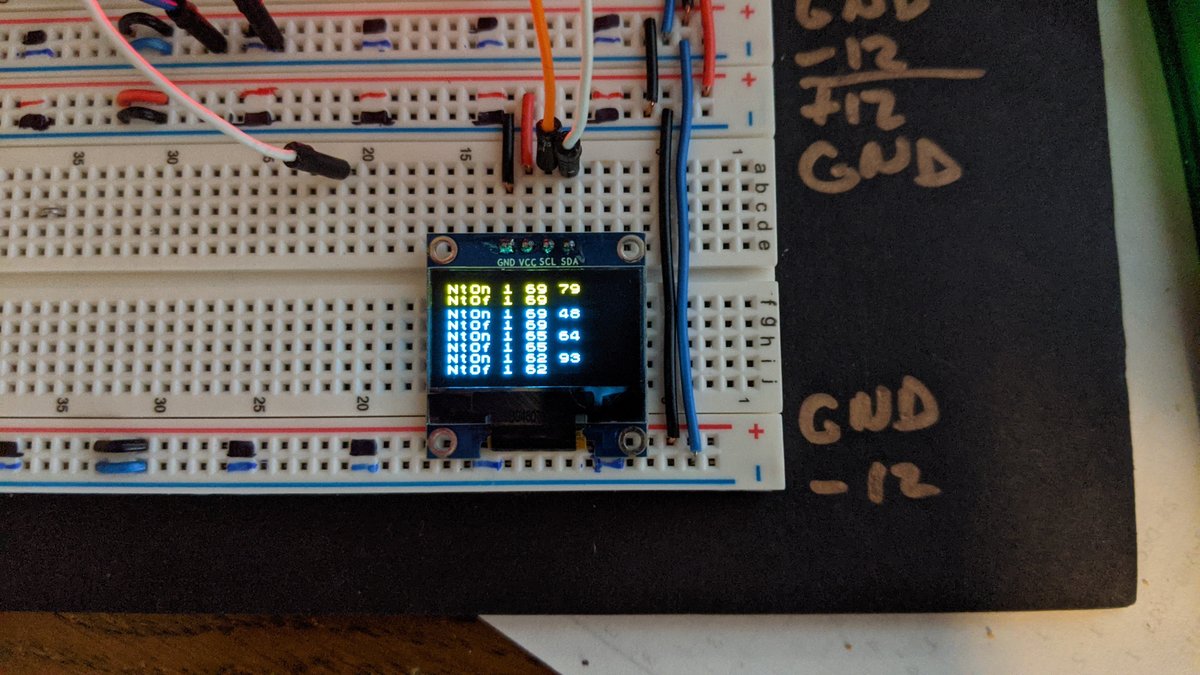 GND
-12
+12
GND
+
-
+
-
35 30 25 20 15 1
a
b
c
d
e
GND VCC SCL SDA
NtOn 1 69 79
NtOf 1 69
NtOn 1 69 48
NtOf 1 69
NtOn 1 65 64
NtOf 1 65
NtOn 1 62 93
NtOf 1 62
f
g
h
i
j
35 30 25 20 1
GND
-12
+
-